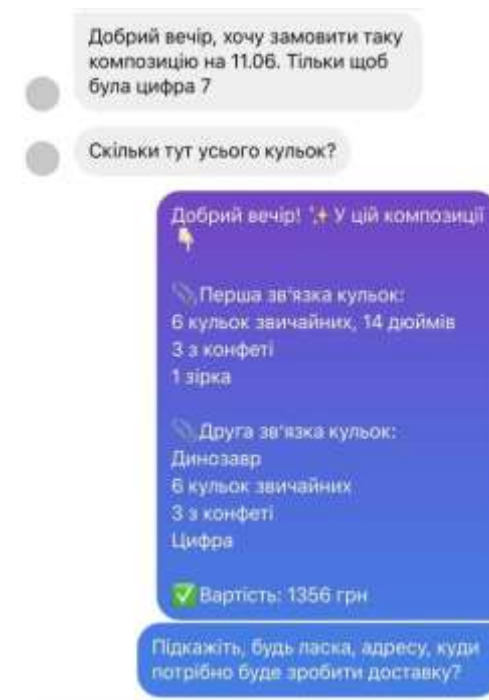 Добрий вечір, хочу замовити таку
композицію на 11.06. Тільки щоб
була цифра 7
Скільки тут усього кульок?
Добрий вечір! ✨ У цій композиції
👇
📎Перша зв'язка кульок:
6 кульок звичайних, 14 дюймів
3 з конфеті
1 зірка
📎Друга зв'язка кульок:
Динозавр
6 кульок звичайних
3 з конфеті
Цифра
✅ Вартість: 1356 грн
Підкажіть, будь ласка, адресу, куди
потрібно буде зробити доставку?